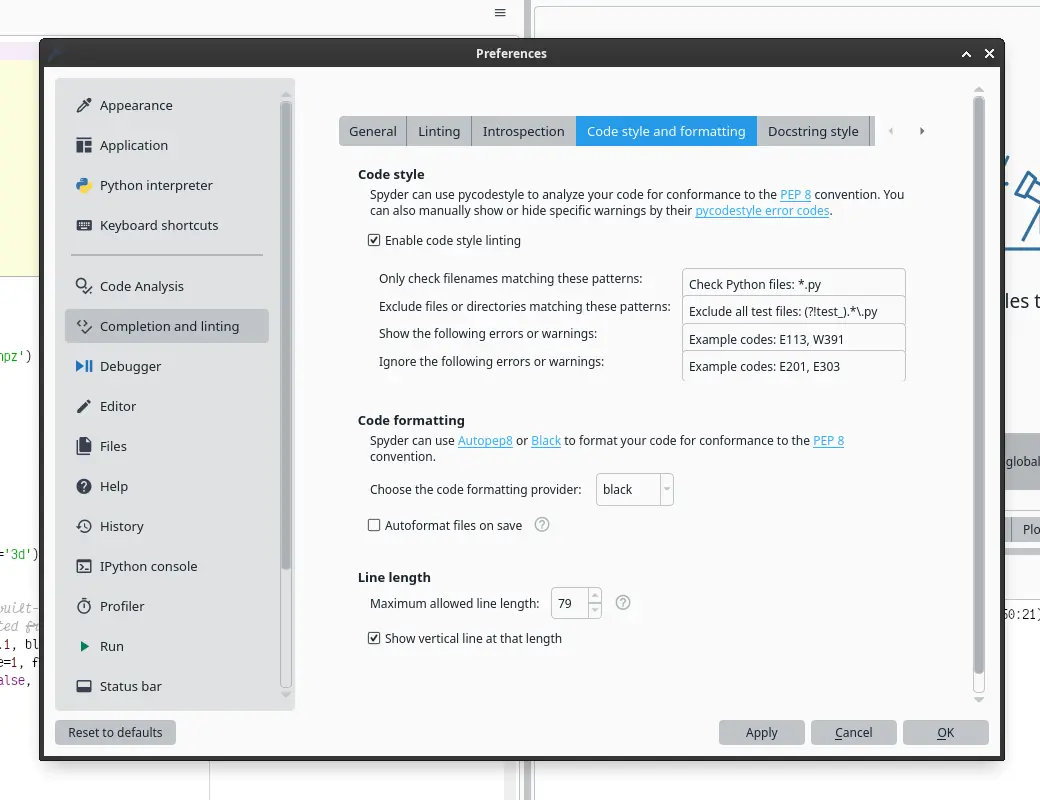 Preferences
Appearance
Application
Python interpreter
Keyboard shortcuts
Code Analysis
Completion and linting
Debugger
Editor
Files
Help
History
IPython console
Profiler
Run
Status bar
General Linting Introspection Code style and formatting Docstring style
Code style
Spyder can use pycodestyle to analyze your code for conformance to the PEP 8 convention. You
can also manually show or hide specific warnings by their pycodestyle error codes.
Enable code style linting
Only check filenames matching these patterns: Check Python files: *.py
Exclude files or directories matching these patterns: Exclude all test files: (?!test_).*\.py
Show the following errors or warnings: Example codes: E113, W391
Ignore the following errors or warnings: Example codes: E201, E303
Code formatting
Spyder can use Autopep8 or Black to format your code for conformance to the PEP 8
convention.
Choose the code formatting provider: black
Autoformat files on save
Line length
Maximum allowed line length: 79
Show vertical line at that length
Reset to defaults Apply Cancel OK
npz')
='3d')
.1, bl
e=1, f
alse,
les t
global
Plo
50:21)